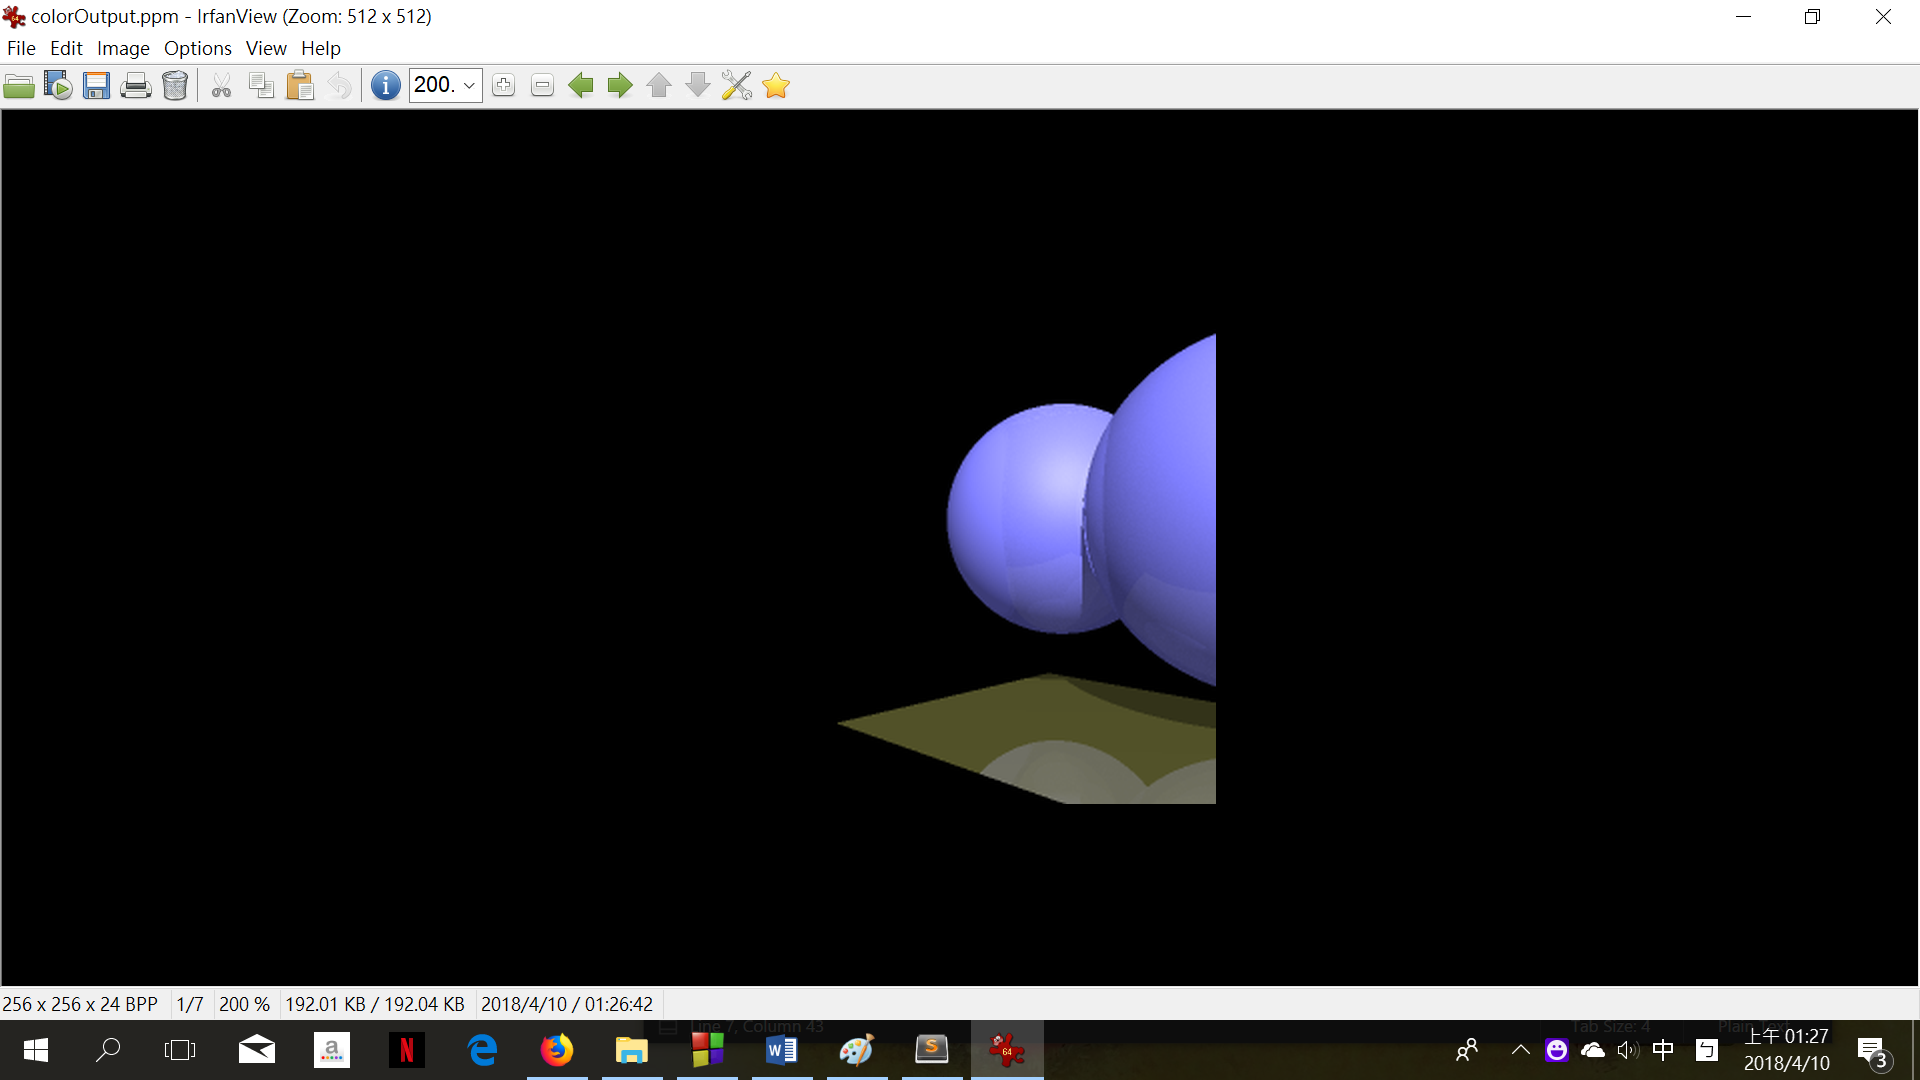 colorOutput.ppm - IrfanView (Zoom: 512 x 512)
File Edit Image Options View Help
200.
256 x 256 x 24 BPP 1/7 200 % 192.01 KB / 192.04 KB 2018/4/10 / 01:26:42
Line 7, Column 43 Tab Size: 4 Plain Text
a N W S 64 中 ㄅ 上午 01:27
2018/4/10 3